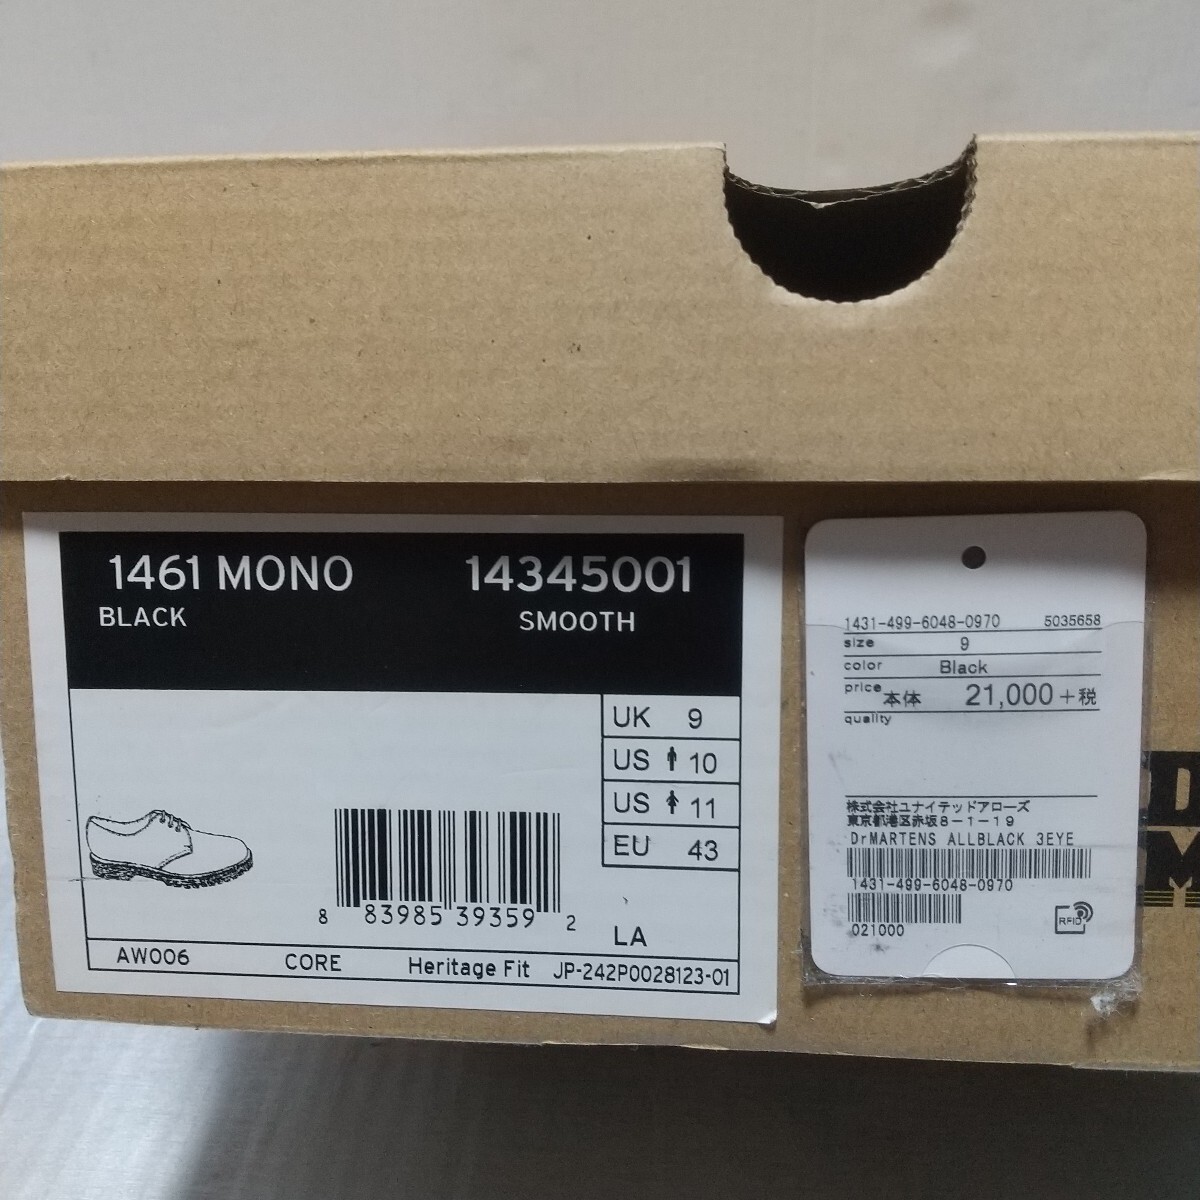 1461 MONO 14345001
BLACK SMOOTH
UK 9
US 10
US 11
EU 43
8 83985 39359 2
LA
AW006 CORE Heritage Fit JP-242P0028123-01
1431-499-6048-0970 5035658
size 9
color Black
price 本体 21,000+税
quality
株式会社ユナイテッドアローズ
東京都港区赤坂8-1-19
DrMARTENS ALLBLACK 3EYE
1431-499-6048-0970
021000
RFID
D
M